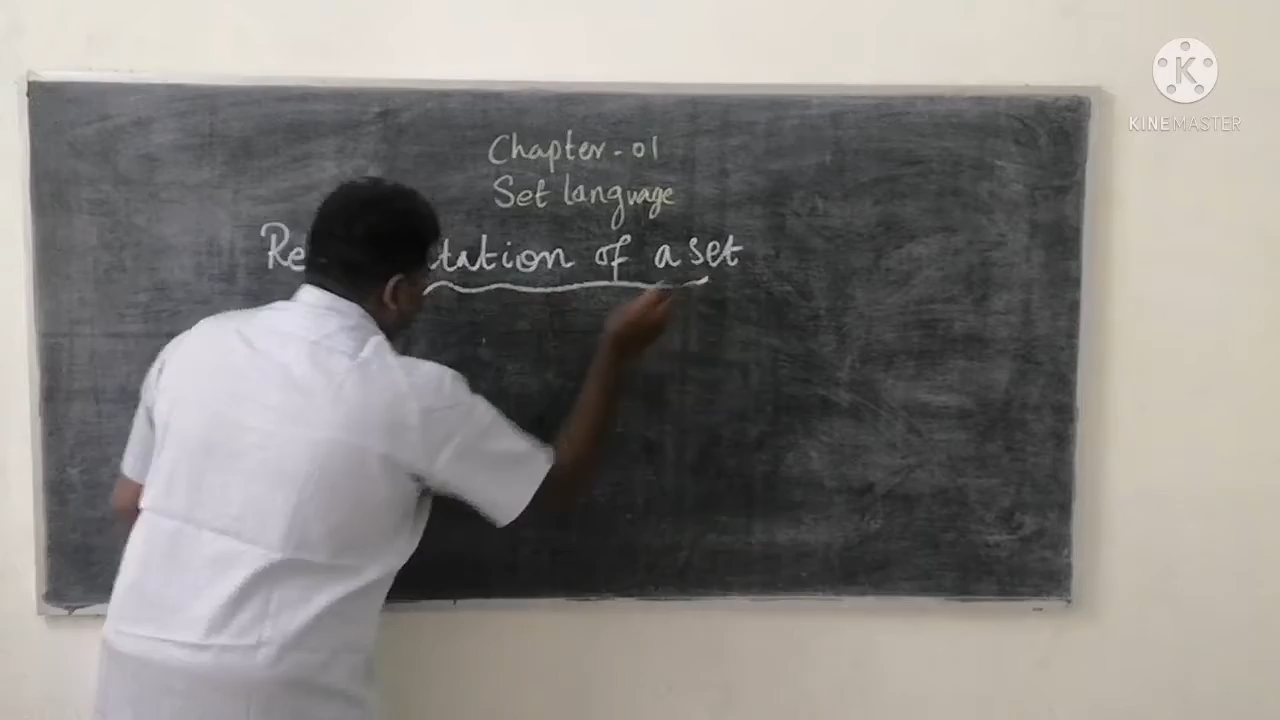 Chapter-01
Set language
Re tation of a set
K
KINEMASTER